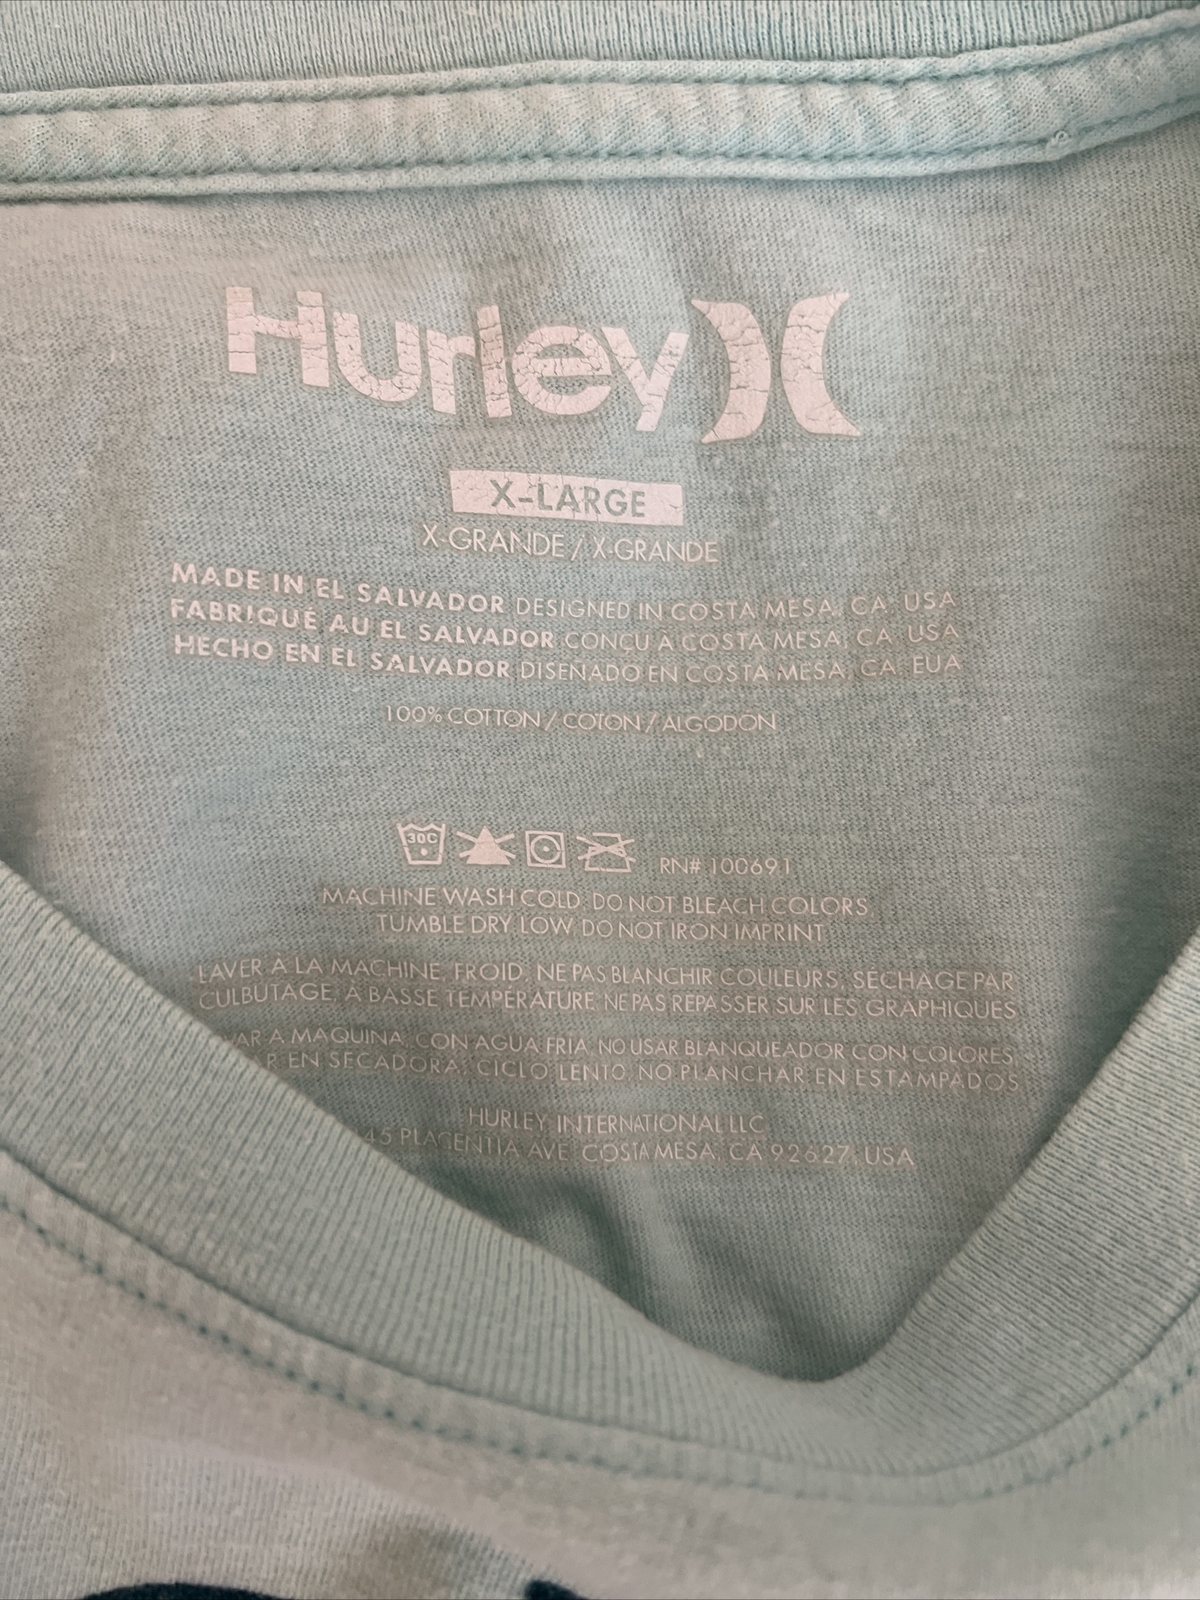 Hurley
X-LARGE
X-GRANDE / X-GRANDE
MADE IN EL SALVADOR DESIGNED IN COSTA MESA, CA. USA
FABRIQUÉ AU EL SALVADOR CONÇU À COSTA MESA, CA. USA
HECHO EN EL SALVADOR DISEÑADO EN COSTA MESA, CA. EUA
100% COTTON / COTON / ALGODÓN
30C RN# 100691
MACHINE WASH COLD, DO NOT BLEACH COLORS,
TUMBLE DRY LOW, DO NOT IRON IMPRINT
LAVER À LA MACHINE, FROID, NE PAS BLANCHIR COULEURS, SÉCHAGE PAR
CULBUTAGE, À BASSE TEMPÉRATURE. NE PAS REPASSER SUR LES GRAPHIQUES
A MAQUINA, CON AGUA FRIA, NO USAR BLANQUEADOR CON COLORES,
EN SECADORA, CICLO LENTO, NO PLANCHAR EN ESTAMPADOS
HURLEY INTERNATIONAL LLC
PLACENTIA AVE. COSTA MESA, CA 92627, USA